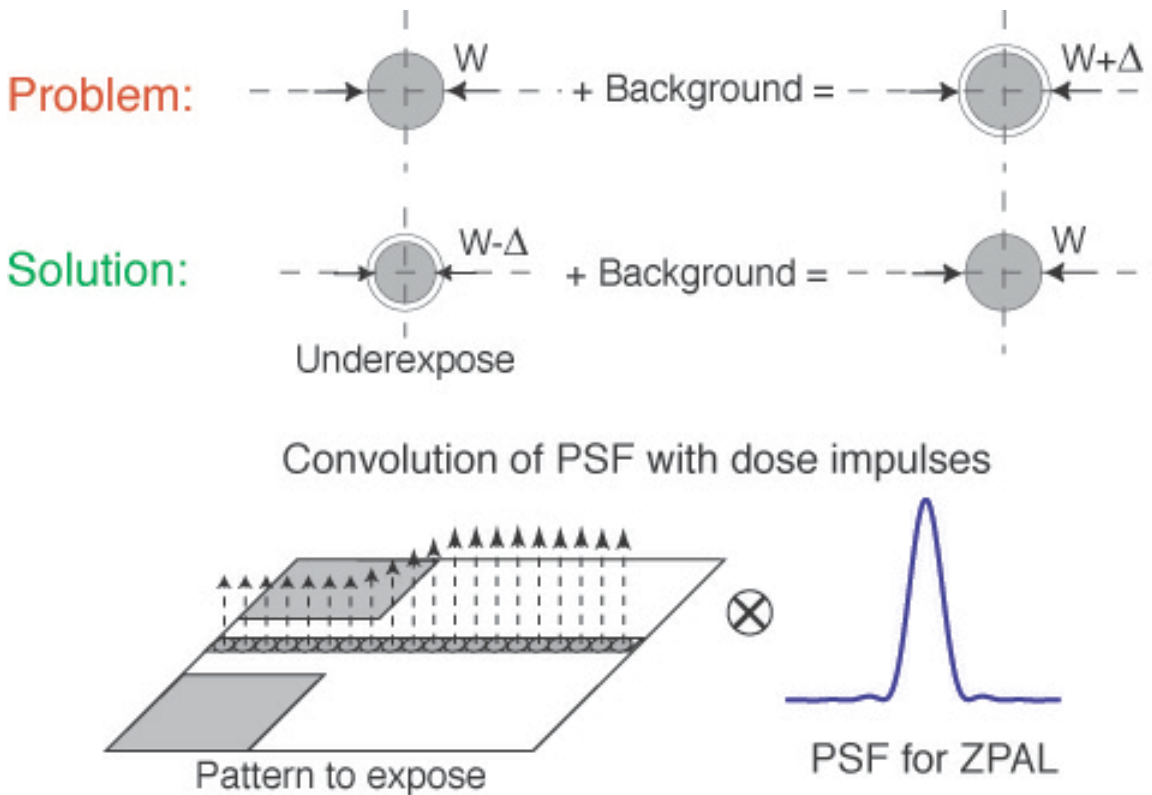 Problem: W + Background = W+Δ
Solution: W-Δ + Background = W
Underexpose
Convolution of PSF with dose impulses
Pattern to expose
PSF for ZPAL